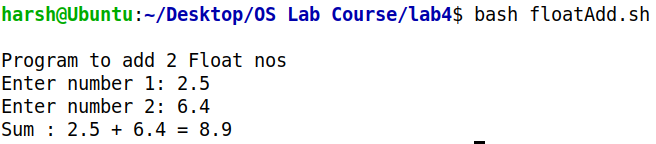 harsh@Ubuntu:~/Desktop/OS Lab Course/lab4$ bash floatAdd.sh
Program to add 2 Float nos
Enter number 1: 2.5
Enter number 2: 6.4
Sum : 2.5 + 6.4 = 8.9